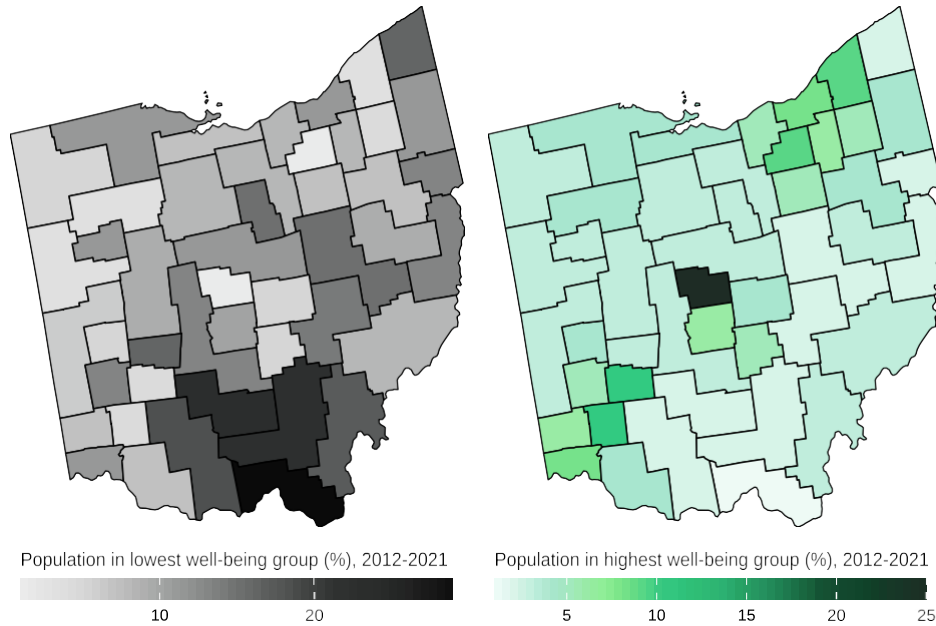 Population in lowest well-being group (%), 2012-2021
10 20
Population in highest well-being group (%), 2012-2021
5 10 15 20 25